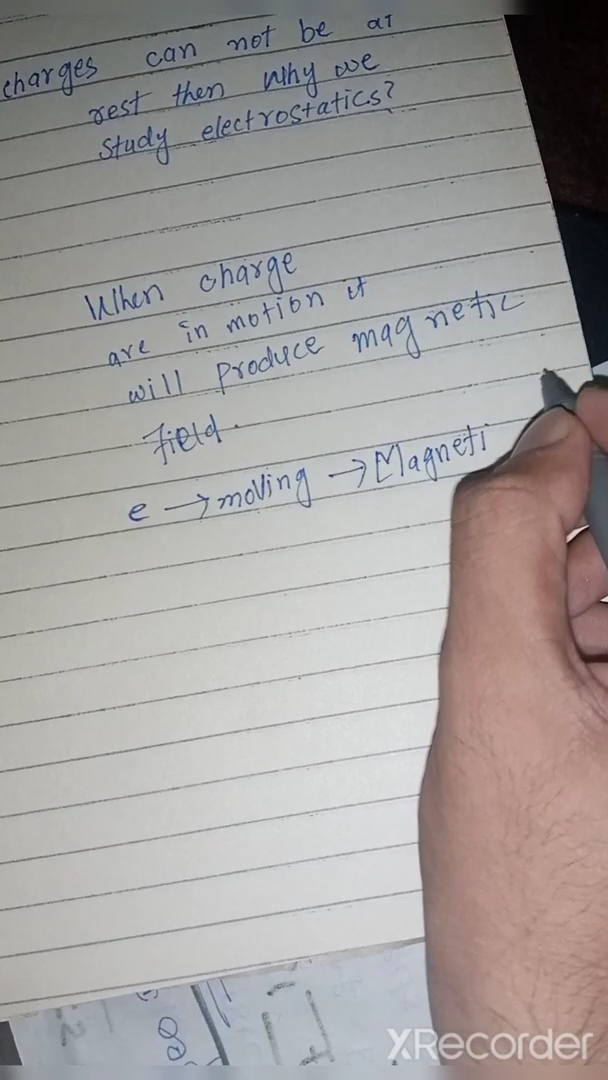 charges can not be at
rest then why we
study electrostatics?
When charge
are in motion it
will produce magnetic
field.
e → moving → Magneti
XRecorder